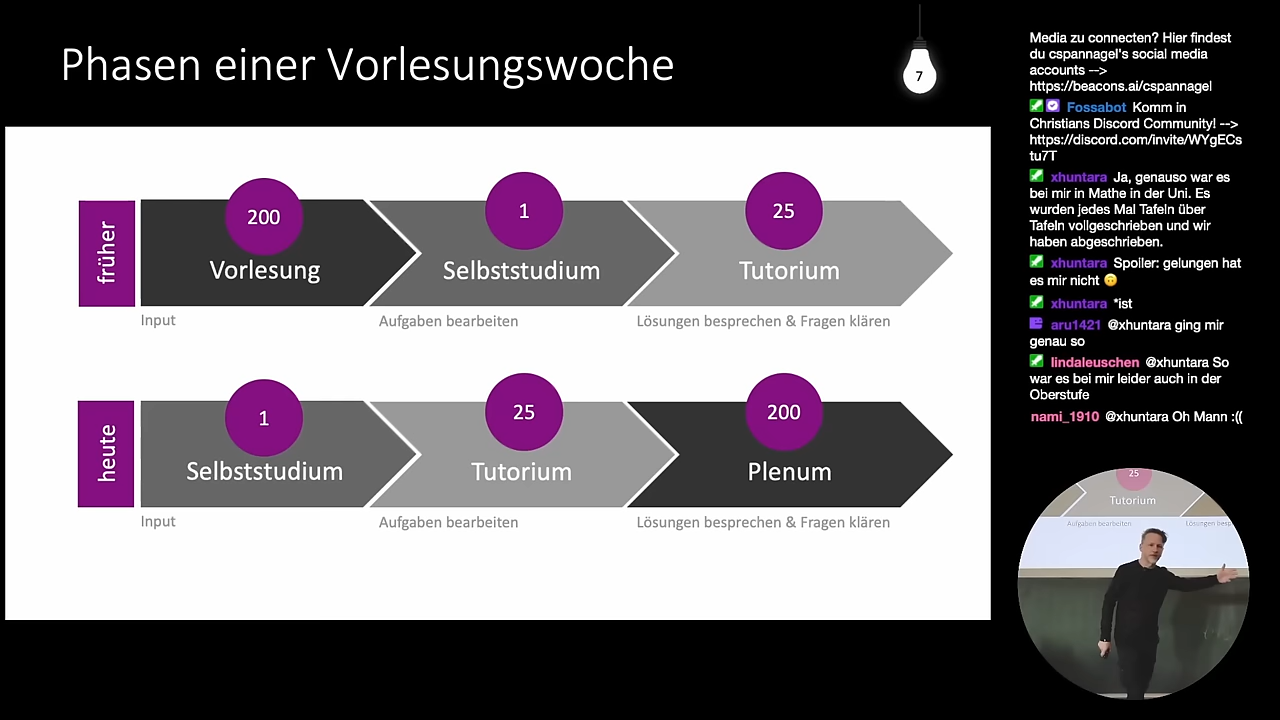 Phasen einer Vorlesungswoche
7
früher
200
Vorlesung
Input
1
Selbststudium
Aufgaben bearbeiten
25
Tutorium
Lösungen besprechen & Fragen klären
heute
1
Selbststudium
Input
25
Tutorium
Aufgaben bearbeiten
200
Plenum
Lösungen besprechen & Fragen klären
Media zu connecten? Hier findest
du cspannagel's social media
accounts -->
https://beacons.ai/cspannagel
Fossabot Komm in
Christians Discord Community! -->
https://discord.com/invite/WYgECs
tu7T
xhuntara Ja, genauso war es
bei mir in Mathe in der Uni. Es
wurden jedes Mal Tafeln über
Tafeln vollgeschrieben und wir
haben abgeschrieben.
xhuntara Spoiler: gelungen hat
es mir nicht 🙃
xhuntara *ist
aru1421 @xhuntara ging mir
genau so
lindaleuschen @xhuntara So
war es bei mir leider auch in der
Oberstufe
nami_1910 @xhuntara Oh Mann :((
25
Tutorium
Aufgaben bearbeiten
Lösungen besp